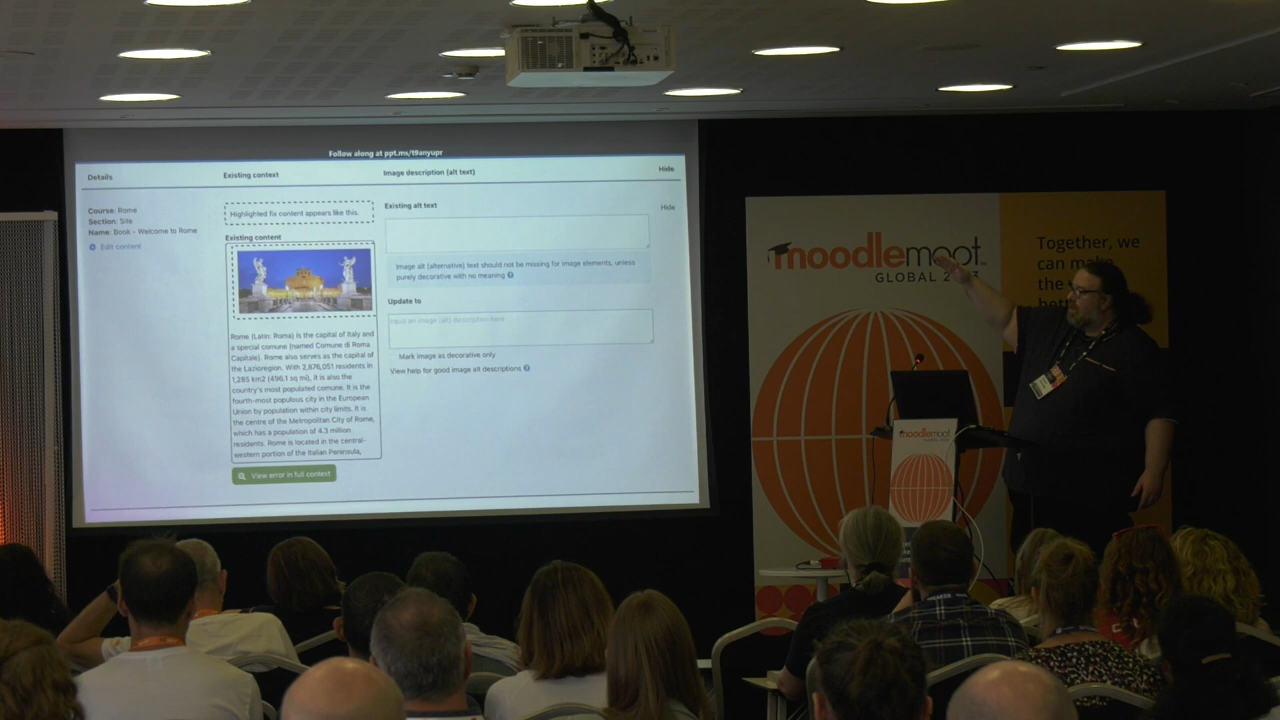 Follow along at ppt.ms/t9anyupr
Details
Existing context
Image description (alt text)
Hide
Course: Rome
Section: Site
Name: Book - Welcome to Rome
Edit content
Highlighted fix content appears like this.
Existing content
Rome (Latin: Roma) is the capital of Italy and
a special comune (named Comune di Roma
Capitale). Rome also serves as the capital of
the Lazioregion. With 2,876,051 residents in
1,285 km2 (496.1 sq mi), it is also the
country's most populated comune. It is the
fourth-most populous city in the European
Union by population within city limits. It is
the centre of the Metropolitan City of Rome,
which has a population of 4.3 million
residents. Rome is located in the central-
western portion of the Italian Peninsula,
View error in full context
Existing alt text
Hide
Image alt (alternative) text should not be missing for image elements, unless
purely decorative with no meaning
Update to
Input an image (alt) description here
Mark image as decorative only
View help for good image alt descriptions
moodlemoot
GLOBAL 2023
Together, we
can make
the
moodlemoot